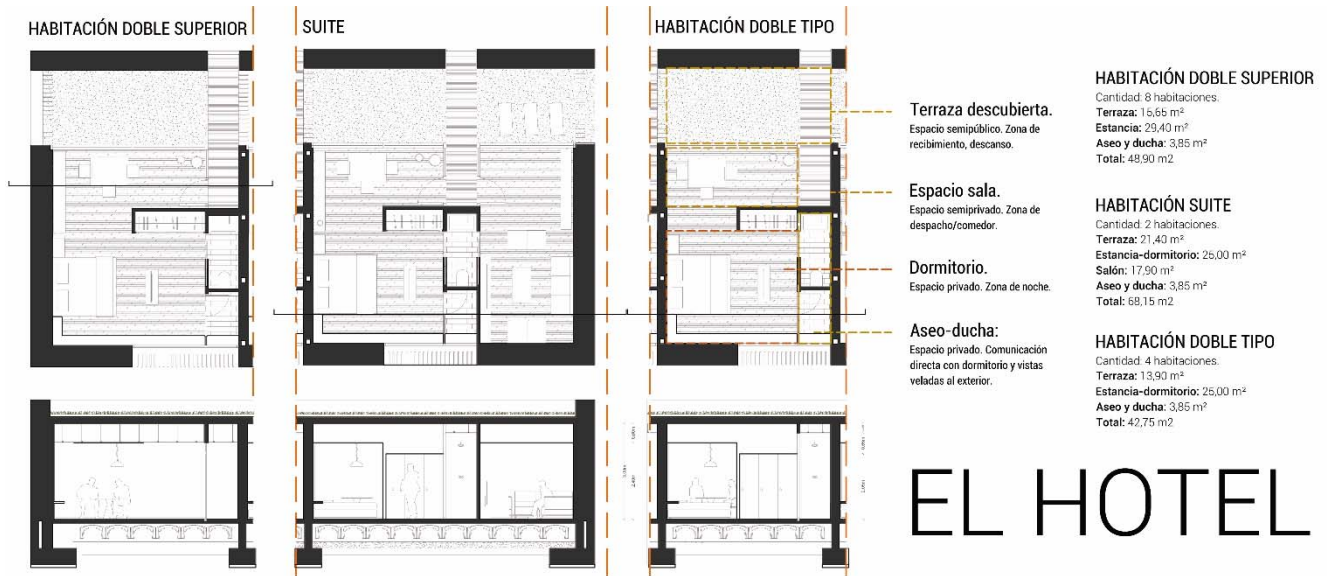 HABITACIÓN DOBLE SUPERIOR
SUITE
HABITACIÓN DOBLE TIPO
Terraza descubierta.
Espacio semipúblico. Zona de
recibimiento, descanso.
Espacio sala.
Espacio semiprivado. Zona de
despacho/comedor.
Dormitorio.
Espacio privado. Zona de noche.
Aseo-ducha:
Espacio privado. Comunicación
directa con dormitorio y vistas
veladas al exterior.
HABITACIÓN DOBLE SUPERIOR
Cantidad: 8 habitaciones.
Terraza: 15,65 m²
Estancia: 29,40 m²
Aseo y ducha: 3,85 m²
Total: 48,90 m2
HABITACIÓN SUITE
Cantidad: 2 habitaciones.
Terraza: 21,40 m²
Estancia-dormitorio: 25,00 m²
Salón: 17,90 m²
Aseo y ducha: 3,85 m²
Total: 68,15 m2
HABITACIÓN DOBLE TIPO
Cantidad: 4 habitaciones.
Terraza: 13,90 m²
Estancia-dormitorio: 25,00 m²
Aseo y ducha: 3,85 m²
Total: 42,75 m2
EL HOTEL